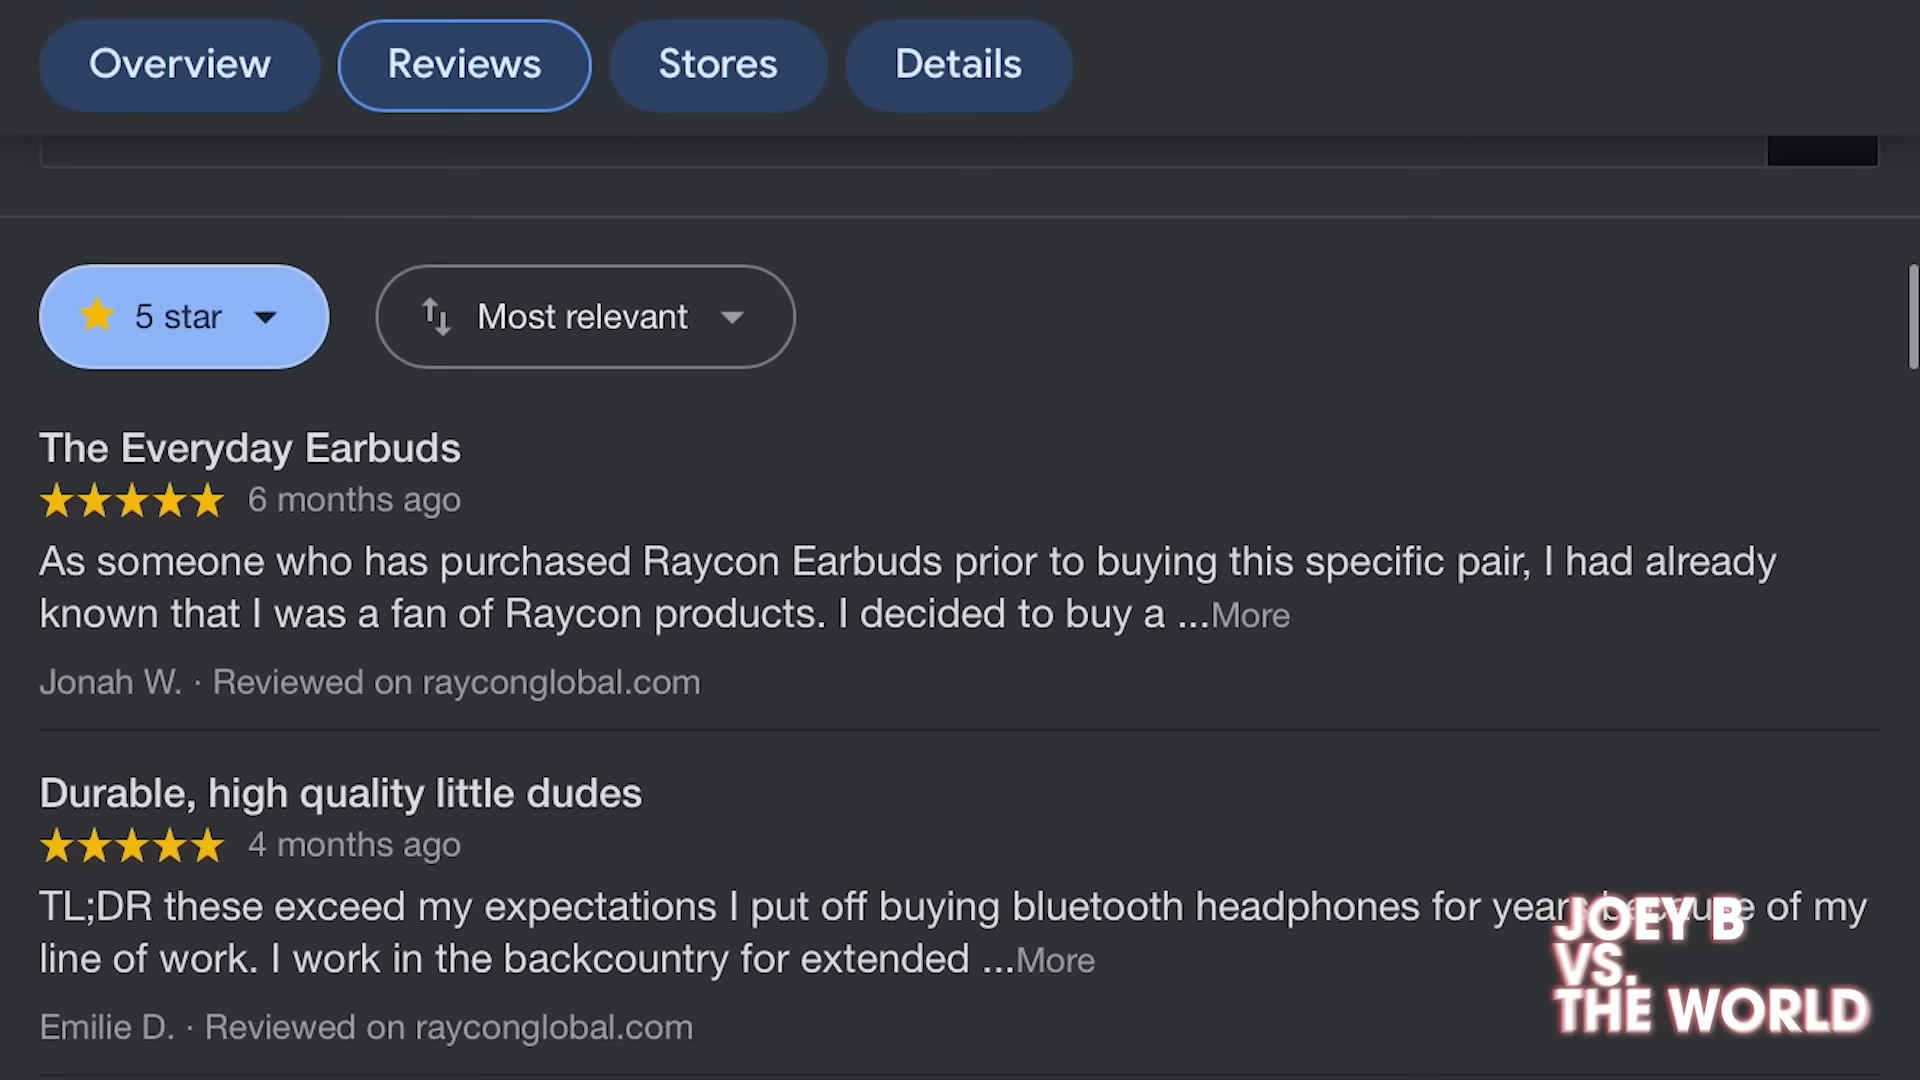 Overview Reviews Stores Details
5 star Most relevant
The Everyday Earbuds
6 months ago
As someone who has purchased Raycon Earbuds prior to buying this specific pair, I had already
known that I was a fan of Raycon products. I decided to buy a ...More
Jonah W. · Reviewed on rayconglobal.com
Durable, high quality little dudes
4 months ago
TL;DR these exceed my expectations I put off buying bluetooth headphones for years because of my
line of work. I work in the backcountry for extended ...More
Emilie D. · Reviewed on rayconglobal.com
JOEY B
VS.
THE WORLD